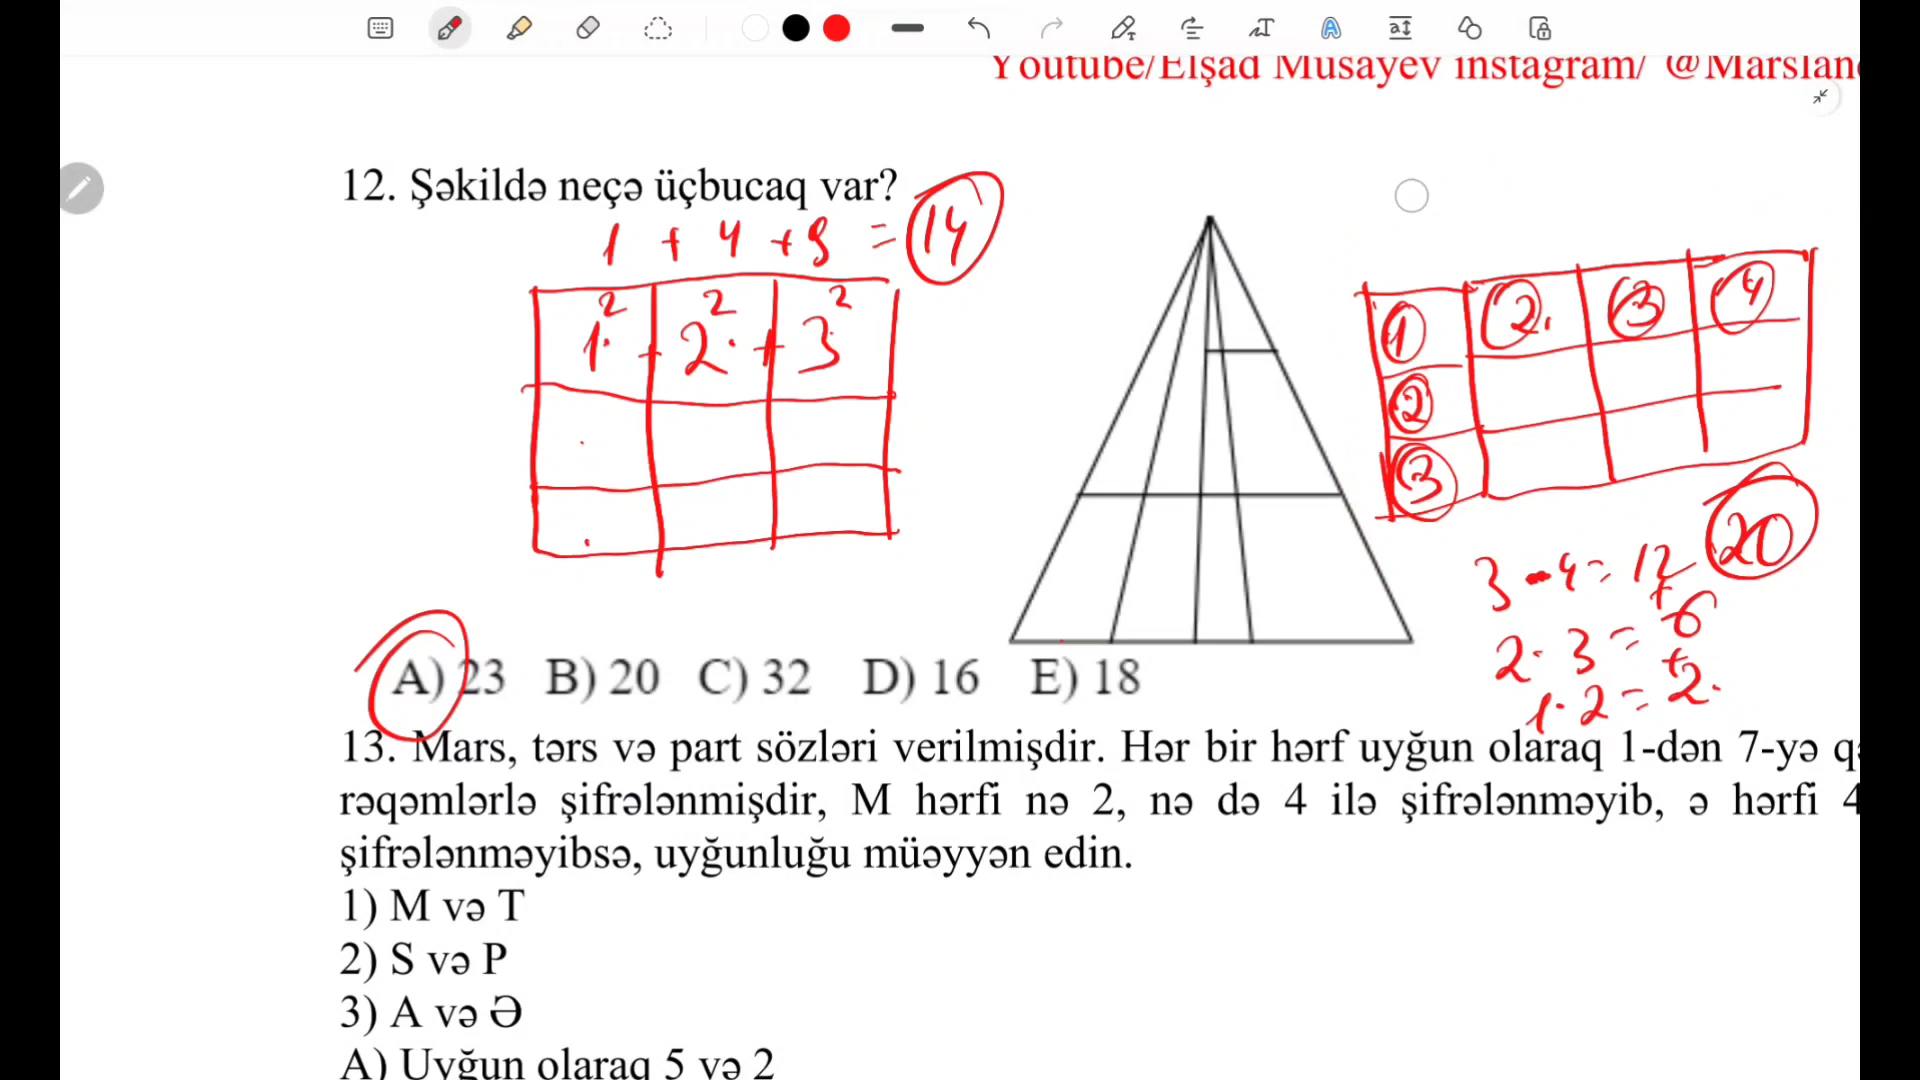 Youtube/Elşad Musayev instagram/ @Marslan
12. Şəkildə neçə üçbucaq var?
1 + 4 + 9 = 14
1² + 2² + 3²
1 2. 3 4
2
3
20
3 - 4 = 12
+
2 . 3 = 6
+
1 . 2 = 2.
A) 23 B) 20 C) 32 D) 16 E) 18
13. Mars, tərs və part sözləri verilmişdir. Hər bir hərf uyğun olaraq 1-dən 7-yə
rəqəmlərlə şifrələnmişdir, M hərfi nə 2, nə də 4 ilə şifrələnməyib, ə hərfi 4
şifrələnməyibsə, uyğunluğu müəyyən edin.
1) M və T
2) S və P
3) A və Ə
A) Uyğun olaraq 5 və 2